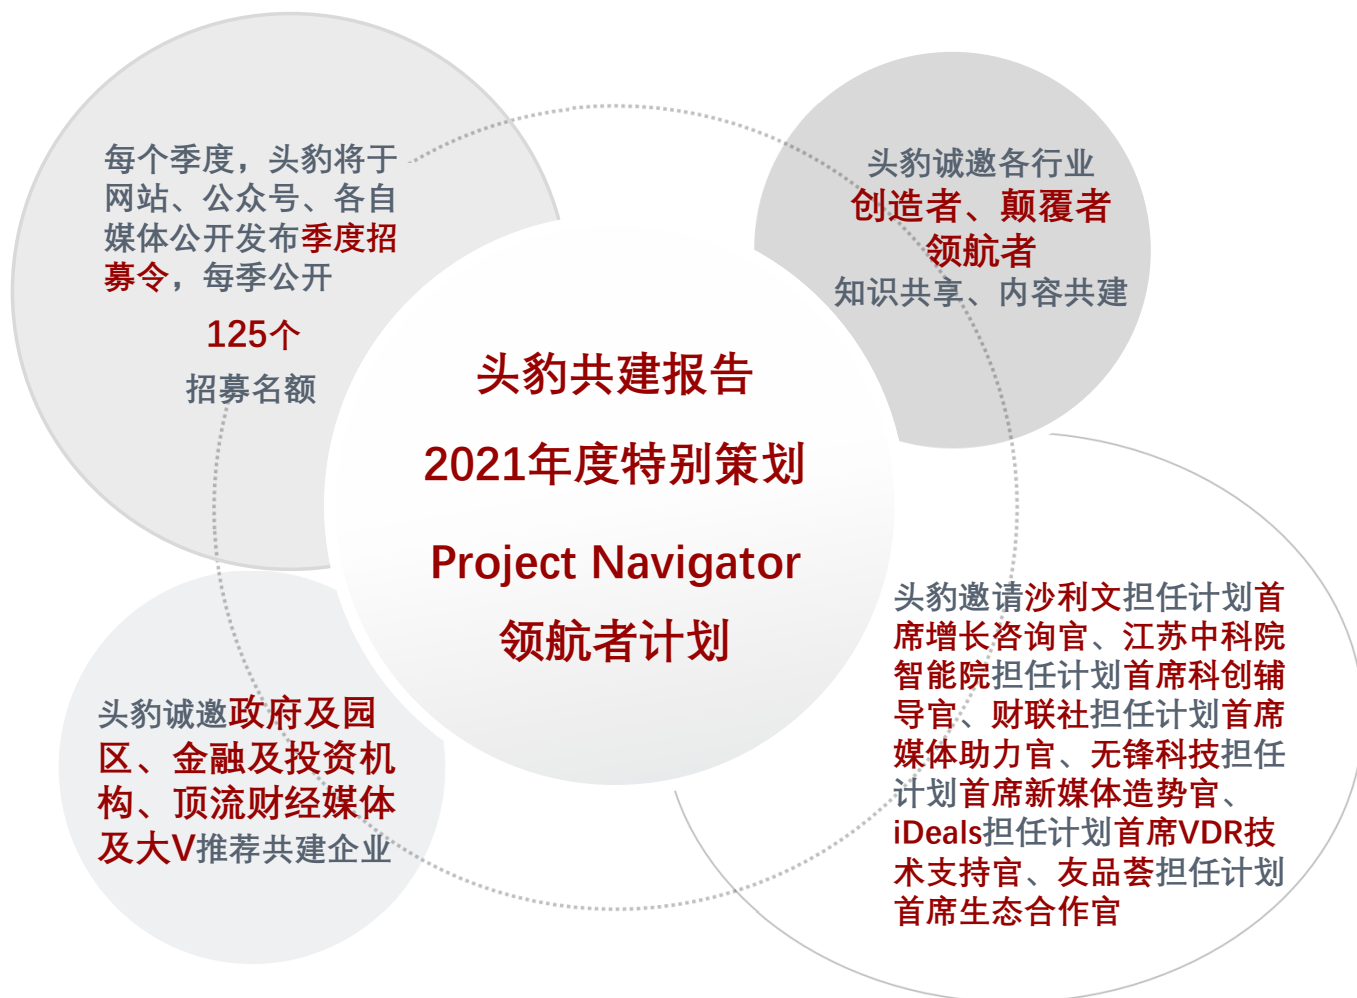 每个季度，头豹将于
网站、公众号、各自
媒体公开发布季度招
募令，每季公开
125个
招募名额
头豹诚邀各行业
创造者、颠覆者
领航者
知识共享、内容共建
头豹共建报告
2021年度特别策划
Project Navigator
领航者计划
头豹诚邀政府及园
区、金融及投资机
构、顶流财经媒体
及大V推荐共建企业
头豹邀请沙利文担任计划首
席增长咨询官、江苏中科院
智能院担任计划首席科创辅
导官、财联社担任计划首席
媒体助力官、无锋科技担任
计划首席新媒体造势官、
iDeals担任计划首席VDR技
术支持官、友品荟担任计划
首席生态合作官